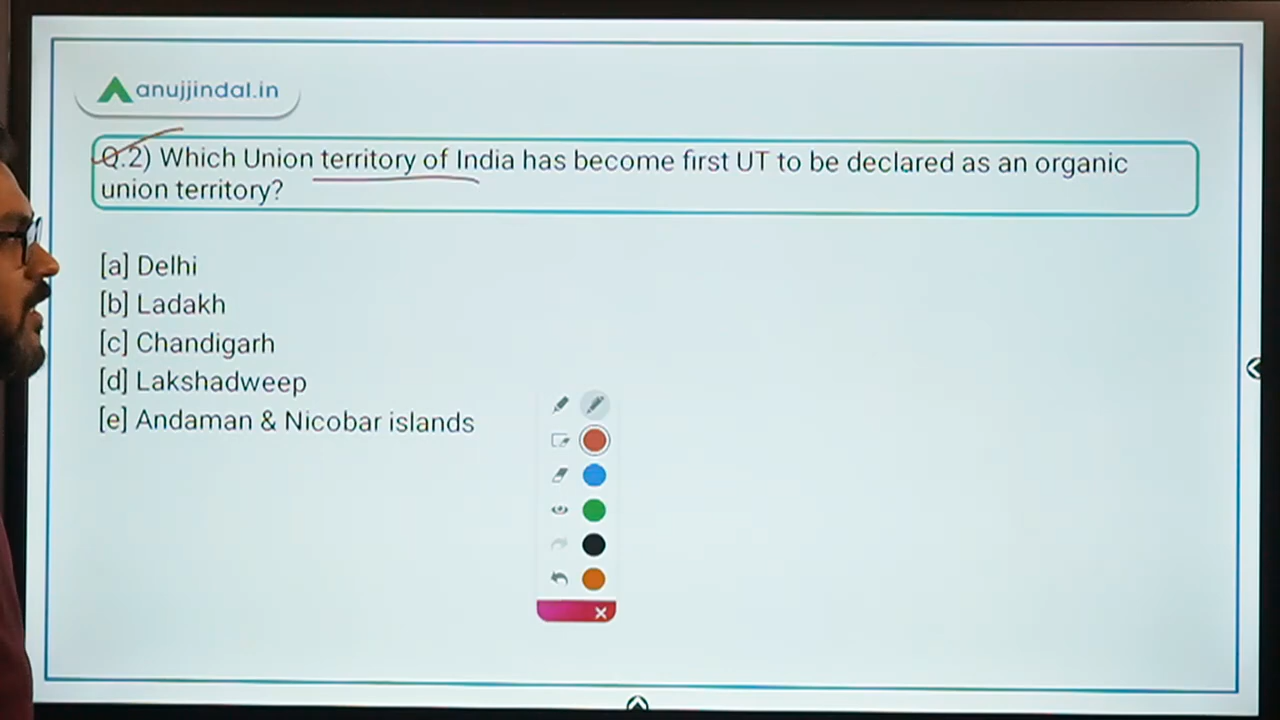 anujjindal.in
Q.2) Which Union territory of India has become first UT to be declared as an organic
union territory?
[a] Delhi
[b] Ladakh
[c] Chandigarh
[d] Lakshadweep
[e] Andaman & Nicobar islands